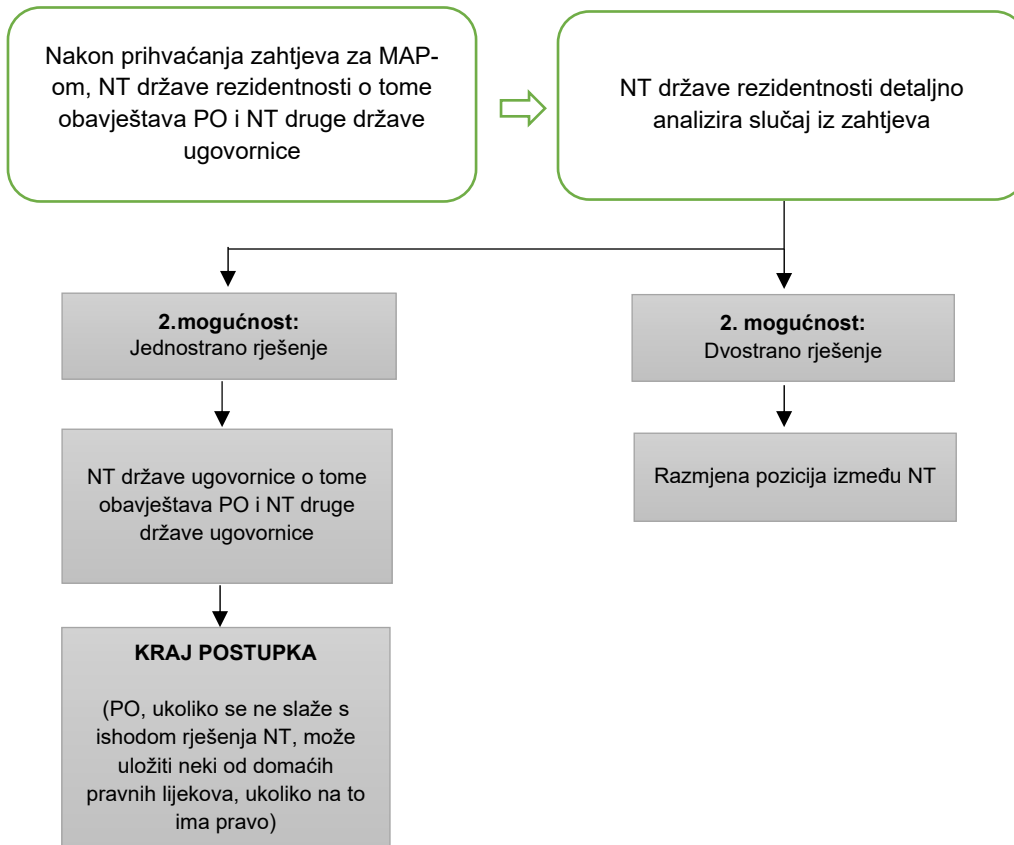 Nakon prihvaćanja zahtjeva za MAP-
om, NT države rezidentnosti o tome
obavještava PO i NT druge države
ugovornice
NT države rezidentnosti detaljno
analizira slučaj iz zahtjeva
2.mogućnost:
Jednostrano rješenje
2. mogućnost:
Dvostrano rješenje
NT države ugovornice o tome
obavještava PO i NT druge
države ugovornice
Razmjena pozicija između NT
KRAJ POSTUPKA
(PO, ukoliko se ne slaže s
ishodom rješenja NT, može
uložiti neki od domaćih
pravnih lijekova, ukoliko na to
ima pravo)